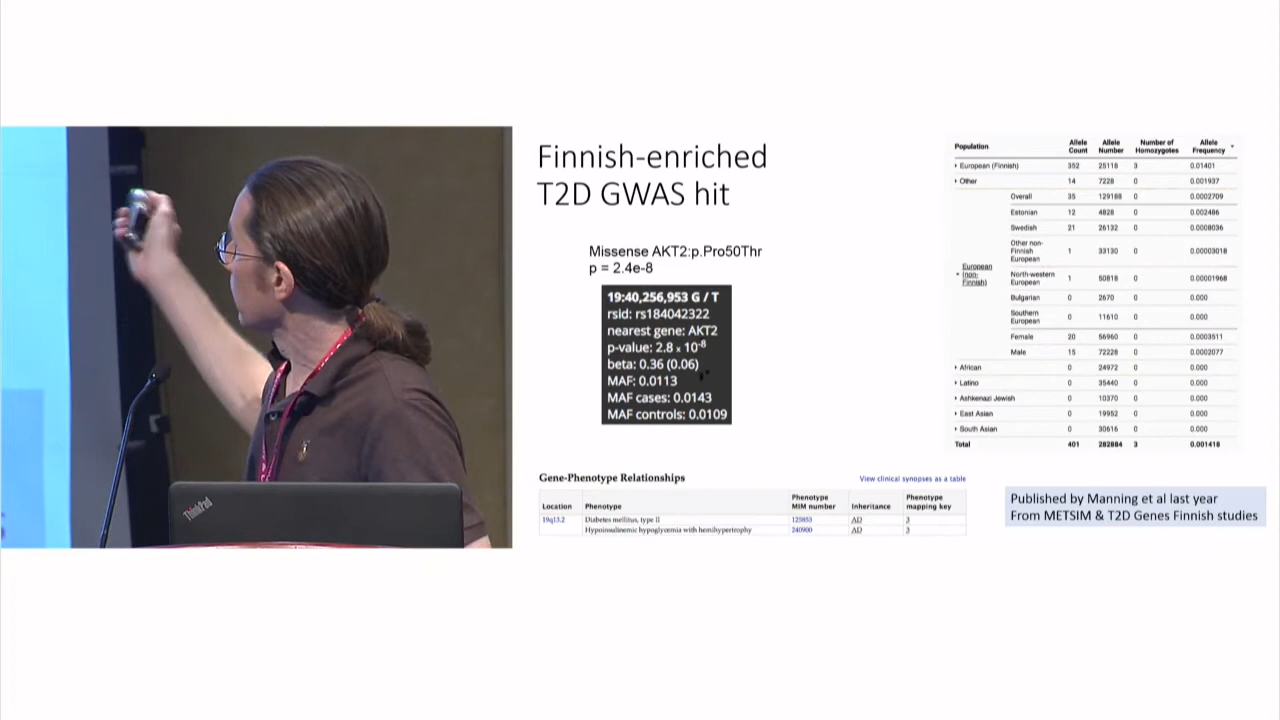 Finnish-enriched
T2D GWAS hit
Missense AKT2:p.Pro50Thr
p = 2.4e-8
19:40,256,953 G / T
rsid: rs184042322
nearest gene: AKT2
p-value: 2.8 x 10-8
beta: 0.36 (0.06)
MAF: 0.0113
MAF cases: 0.0143
MAF controls: 0.0109
Population Allele Count Allele Number Number of Homozygotes Allele Frequency
European (Finnish) 352 25118 3 0.01401
Other 14 7228 0 0.001937
European (non-Finnish)
Overall 35 129188 0 0.0002709
Estonian 12 4828 0 0.002486
Swedish 21 26132 0 0.0008036
Other non-Finnish European 1 33130 0 0.00003018
North-western European 1 50818 0 0.00001968
Bulgarian 0 2670 0 0.000
Southern European 0 11610 0 0.000
Female 20 56960 0 0.0003511
Male 15 72228 0 0.0002077
African 0 24972 0 0.000
Latino 0 35440 0 0.000
Ashkenazi Jewish 0 10370 0 0.000
East Asian 0 19952 0 0.000
South Asian 0 30616 0 0.000
Total 401 282884 3 0.001418
Gene-Phenotype Relationships
View clinical synopses as a table
Location Phenotype Phenotype MIM number Inheritance Phenotype mapping key
19q13.2 Diabetes mellitus, type II 125853 AD 3
Hypoinsulinemic hypoglycemia with hemihypertrophy 240900 AD 3
Published by Manning et al last year
From METSIM & T2D Genes Finnish studies
ThinkPad